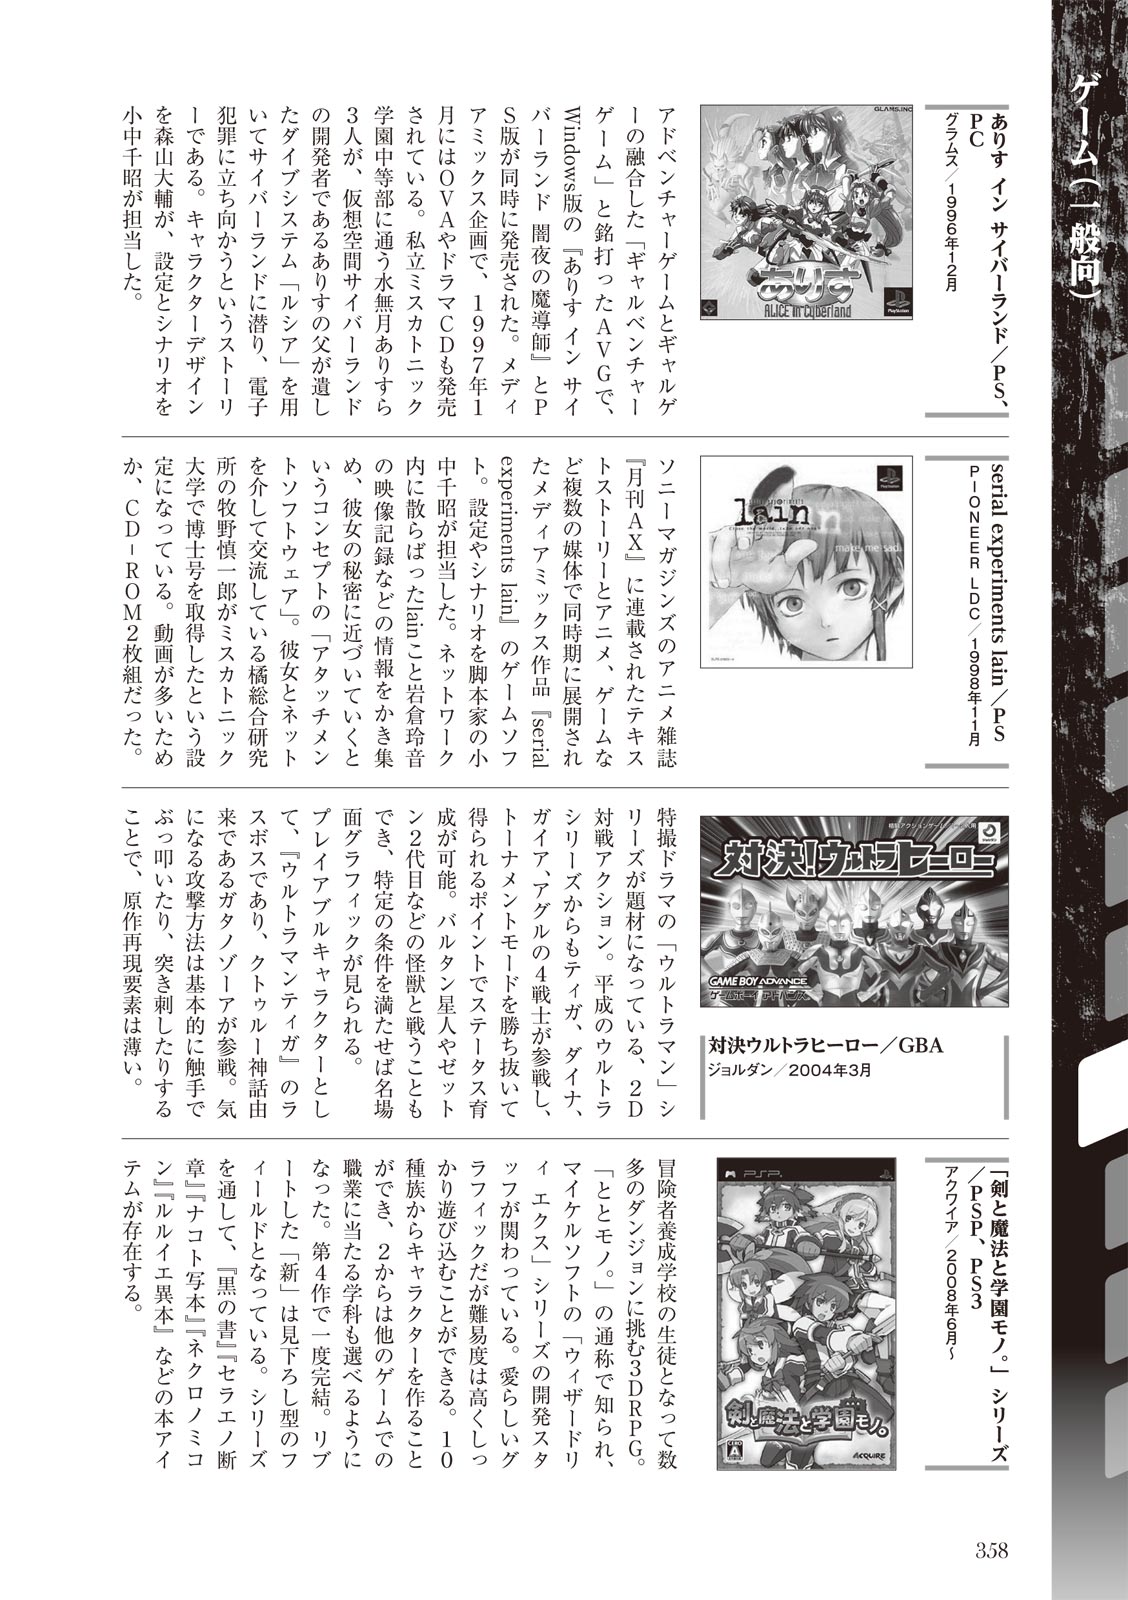 ゲーム(一般向)
ありす イン サイバーランド/PS、
PC
グラムス/1996年12月
GLAMS,INC
ありす
ALICE in Cyberland
PlayStation
アドベンチャーゲームとギャルゲ
ーの融合した「ギャルベンチャー
ゲーム」と銘打ったAVGで、
Windows版の『ありす イン サイ
バーランド 闇夜の魔導師』とP
S版が同時に発売された。メディ
アミックス企画で、1997年1
月にはOVAやドラマCDも発売
されている。私立ミスカトニック
学園中等部に通う水無月ありすら
3人が、仮想空間サイバーランド
の開発者であるありすの父が遺し
たダイブシステム「ルシア」を用
いてサイバーランドに潜り、電子
犯罪に立ち向かうというストーリ
ーである。キャラクターデザイン
を森山大輔が、設定とシナリオを
小中千昭が担当した。
serial experiments lain/PS
PIONEER LDC/1998年11月
PlayStation
serial experiments
lain
make me sad.
ソニーマガジンズのアニメ雑誌
『月刊AX』に連載されたテキス
トストーリーとアニメ、ゲームな
ど複数の媒体で同時期に展開され
たメディアミックス作品『serial
experiments lain』のゲームソフ
ト。設定やシナリオを脚本家の小
中千昭が担当した。ネットワーク
内に散らばったlainこと岩倉玲音
の映像記録などの情報をかき集
め、彼女の秘密に近づいていくと
いうコンセプトの「アタッチメン
トソフトウェア」。彼女とネット
を介して交流している橘総合研究
所の牧野慎一郎がミスカトニック
大学で博士号を取得したという設
定になっている。動画が多いため
か、CD-ROM2枚組だった。
対決!ウルトラヒーロー
GAME BOY ADVANCE
ゲームボーイアドバンス
対決ウルトラヒーロー/GBA
ジョルダン/2004年3月
特撮ドラマの「ウルトラマン」シ
リーズが題材になっている、2D
対戦アクション。平成のウルトラ
シリーズからもティガ、ダイナ、
ガイア、アグルの4戦士が参戦し、
トーナメントモードを勝ち抜いて
得られるポイントでステータス育
成が可能。バルタン星人やゼット
ン2代目などの怪獣と戦うことも
でき、特定の条件を満たせば名場
面グラフィックが見られる。
プレイアブルキャラクターとし
て、『ウルトラマンティガ』のラ
スボスであり、クトゥルー神話由
来であるガタノゾーアが参戦。気
になる攻撃方法は基本的に触手で
ぶっ叩いたり、突き刺したりする
ことで、原作再現要素は薄い。
「剣と魔法と学園モノ。」シリーズ
/PSP、PS3
アクワイア/2008年6月〜
PSP
剣と魔法と学園モノ。
CERO
A
ACQUIRE
冒険者養成学校の生徒となって数
多のダンジョンに挑む3DRPG。
「ととモノ。」の通称で知られ、
マイケルソフトの「ウィザードリ
ィ エクス」シリーズの開発スタ
ッフが関わっている。愛らしいグ
ラフィックだが難易度は高くしっ
かり遊び込むことができる。10
種族からキャラクターを作ること
ができ、2からは他のゲームでの
職業に当たる学科も選べるように
なった。第4作で一度完結。リブ
ートした「新」は見下ろし型のフ
ィールドとなっている。シリーズ
を通して、『黒の書』『セラエノ断
章』『ナコト写本』『ネクロノミコ
ン』『ルルイエ異本』などの本アイ
テムが存在する。
358